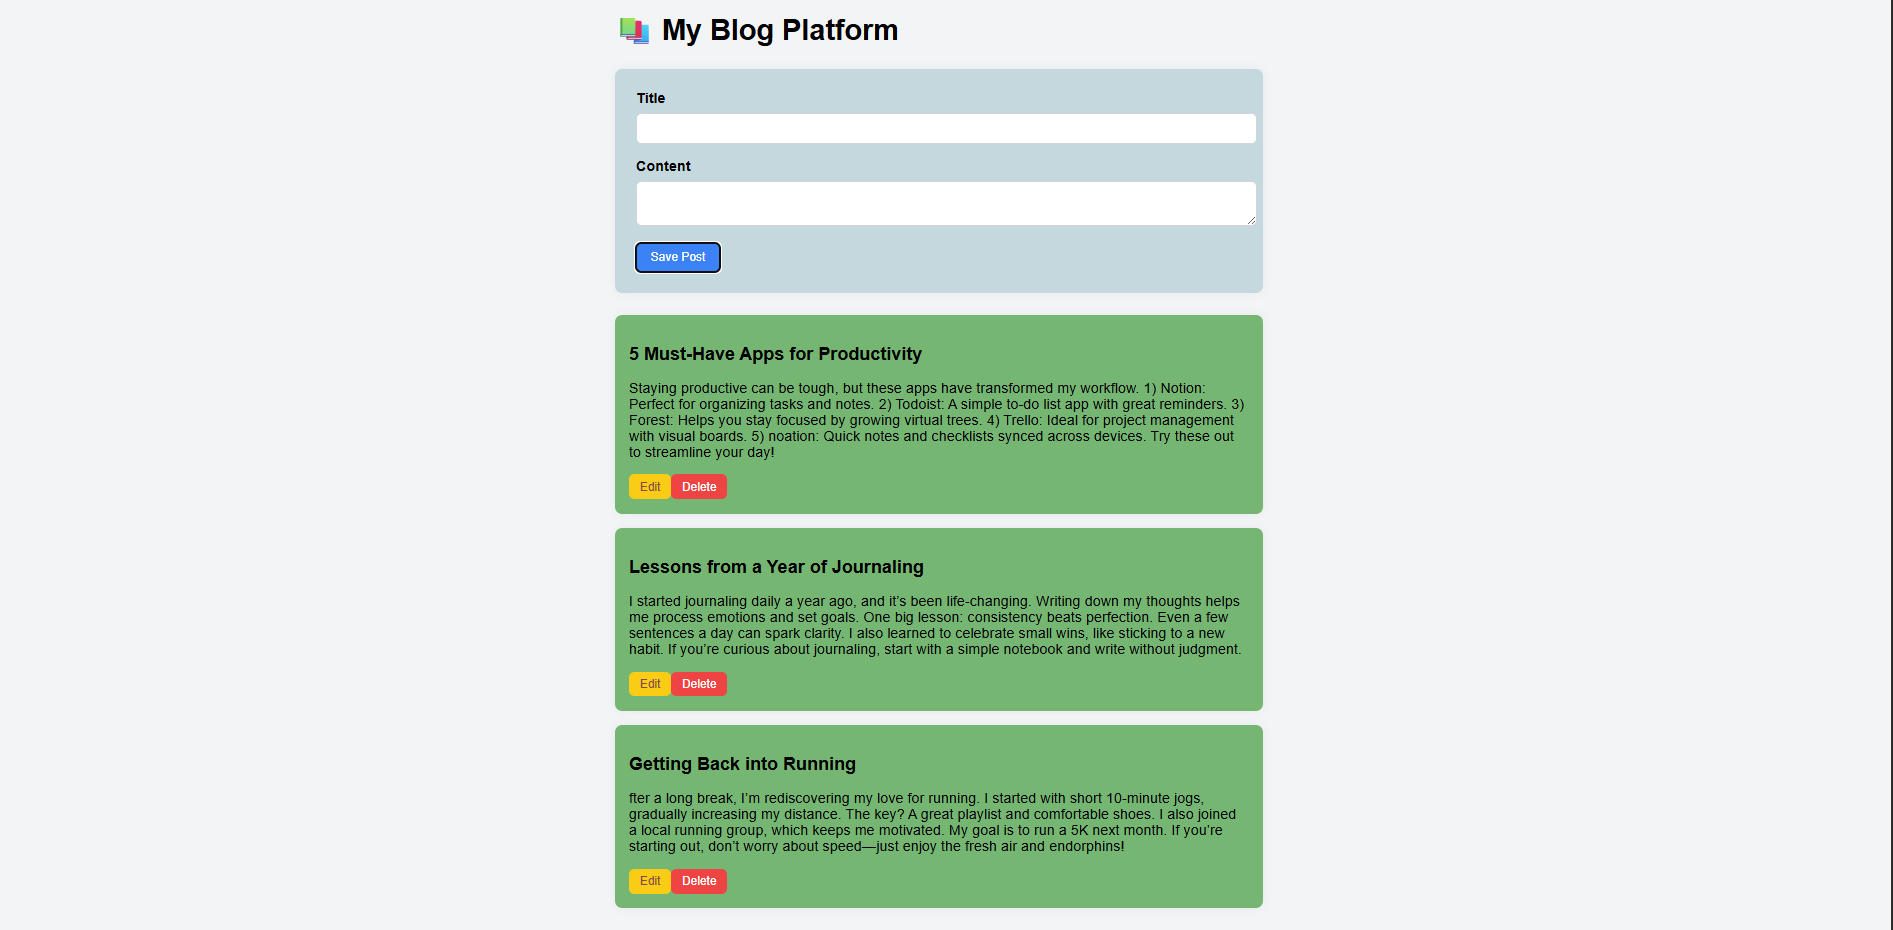 My Blog Platform
Title
Content
Save Post
5 Must-Have Apps for Productivity
Staying productive can be tough, but these apps have transformed my workflow. 1) Notion:
Perfect for organizing tasks and notes. 2) Todoist: A simple to-do list app with great reminders. 3)
Forest: Helps you stay focused by growing virtual trees. 4) Trello: Ideal for project management
with visual boards. 5) noation: Quick notes and checklists synced across devices. Try these out
to streamline your day!
Edit Delete
Lessons from a Year of Journaling
I started journaling daily a year ago, and it’s been life-changing. Writing down my thoughts helps
me process emotions and set goals. One big lesson: consistency beats perfection. Even a few
sentences a day can spark clarity. I also learned to celebrate small wins, like sticking to a new
habit. If you’re curious about journaling, start with a simple notebook and write without judgment.
Edit Delete
Getting Back into Running
fter a long break, I’m rediscovering my love for running. I started with short 10-minute jogs,
gradually increasing my distance. The key? A great playlist and comfortable shoes. I also joined
a local running group, which keeps me motivated. My goal is to run a 5K next month. If you’re
starting out, don’t worry about speed—just enjoy the fresh air and endorphins!
Edit Delete